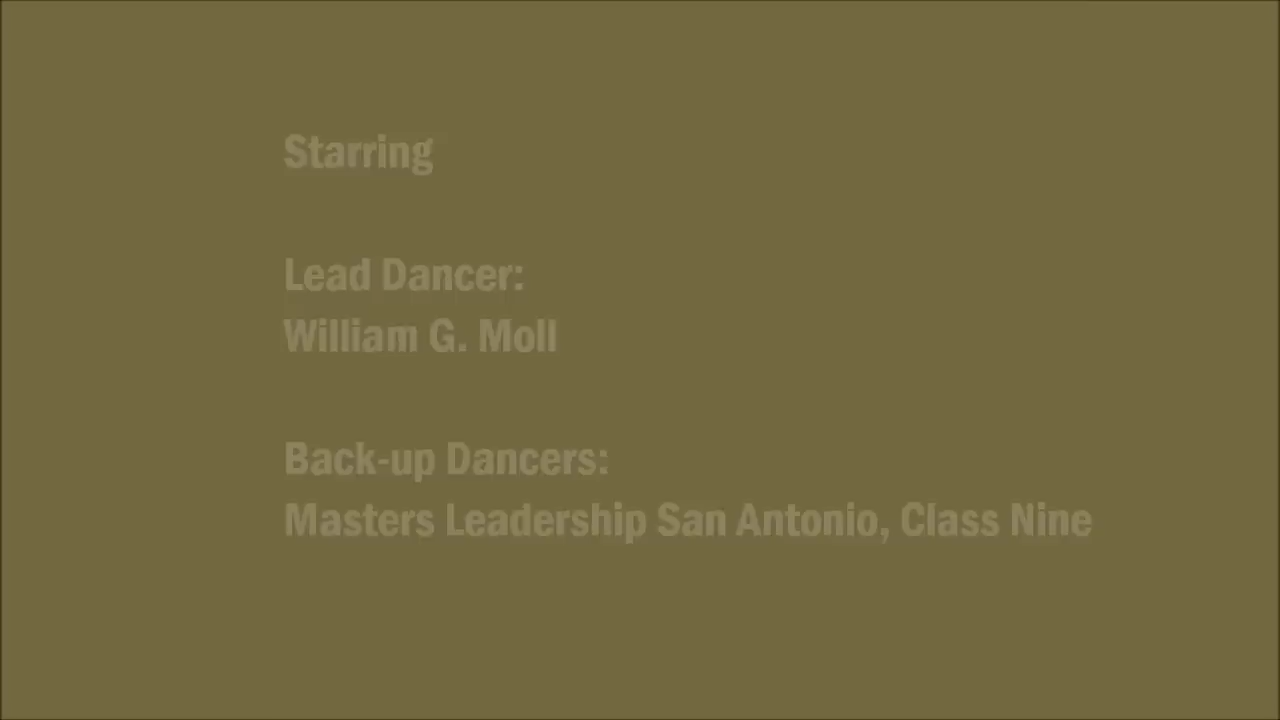 Starring
Lead Dancer:
William G. Moll
Back-up Dancers:
Masters Leadership San Antonio, Class Nine